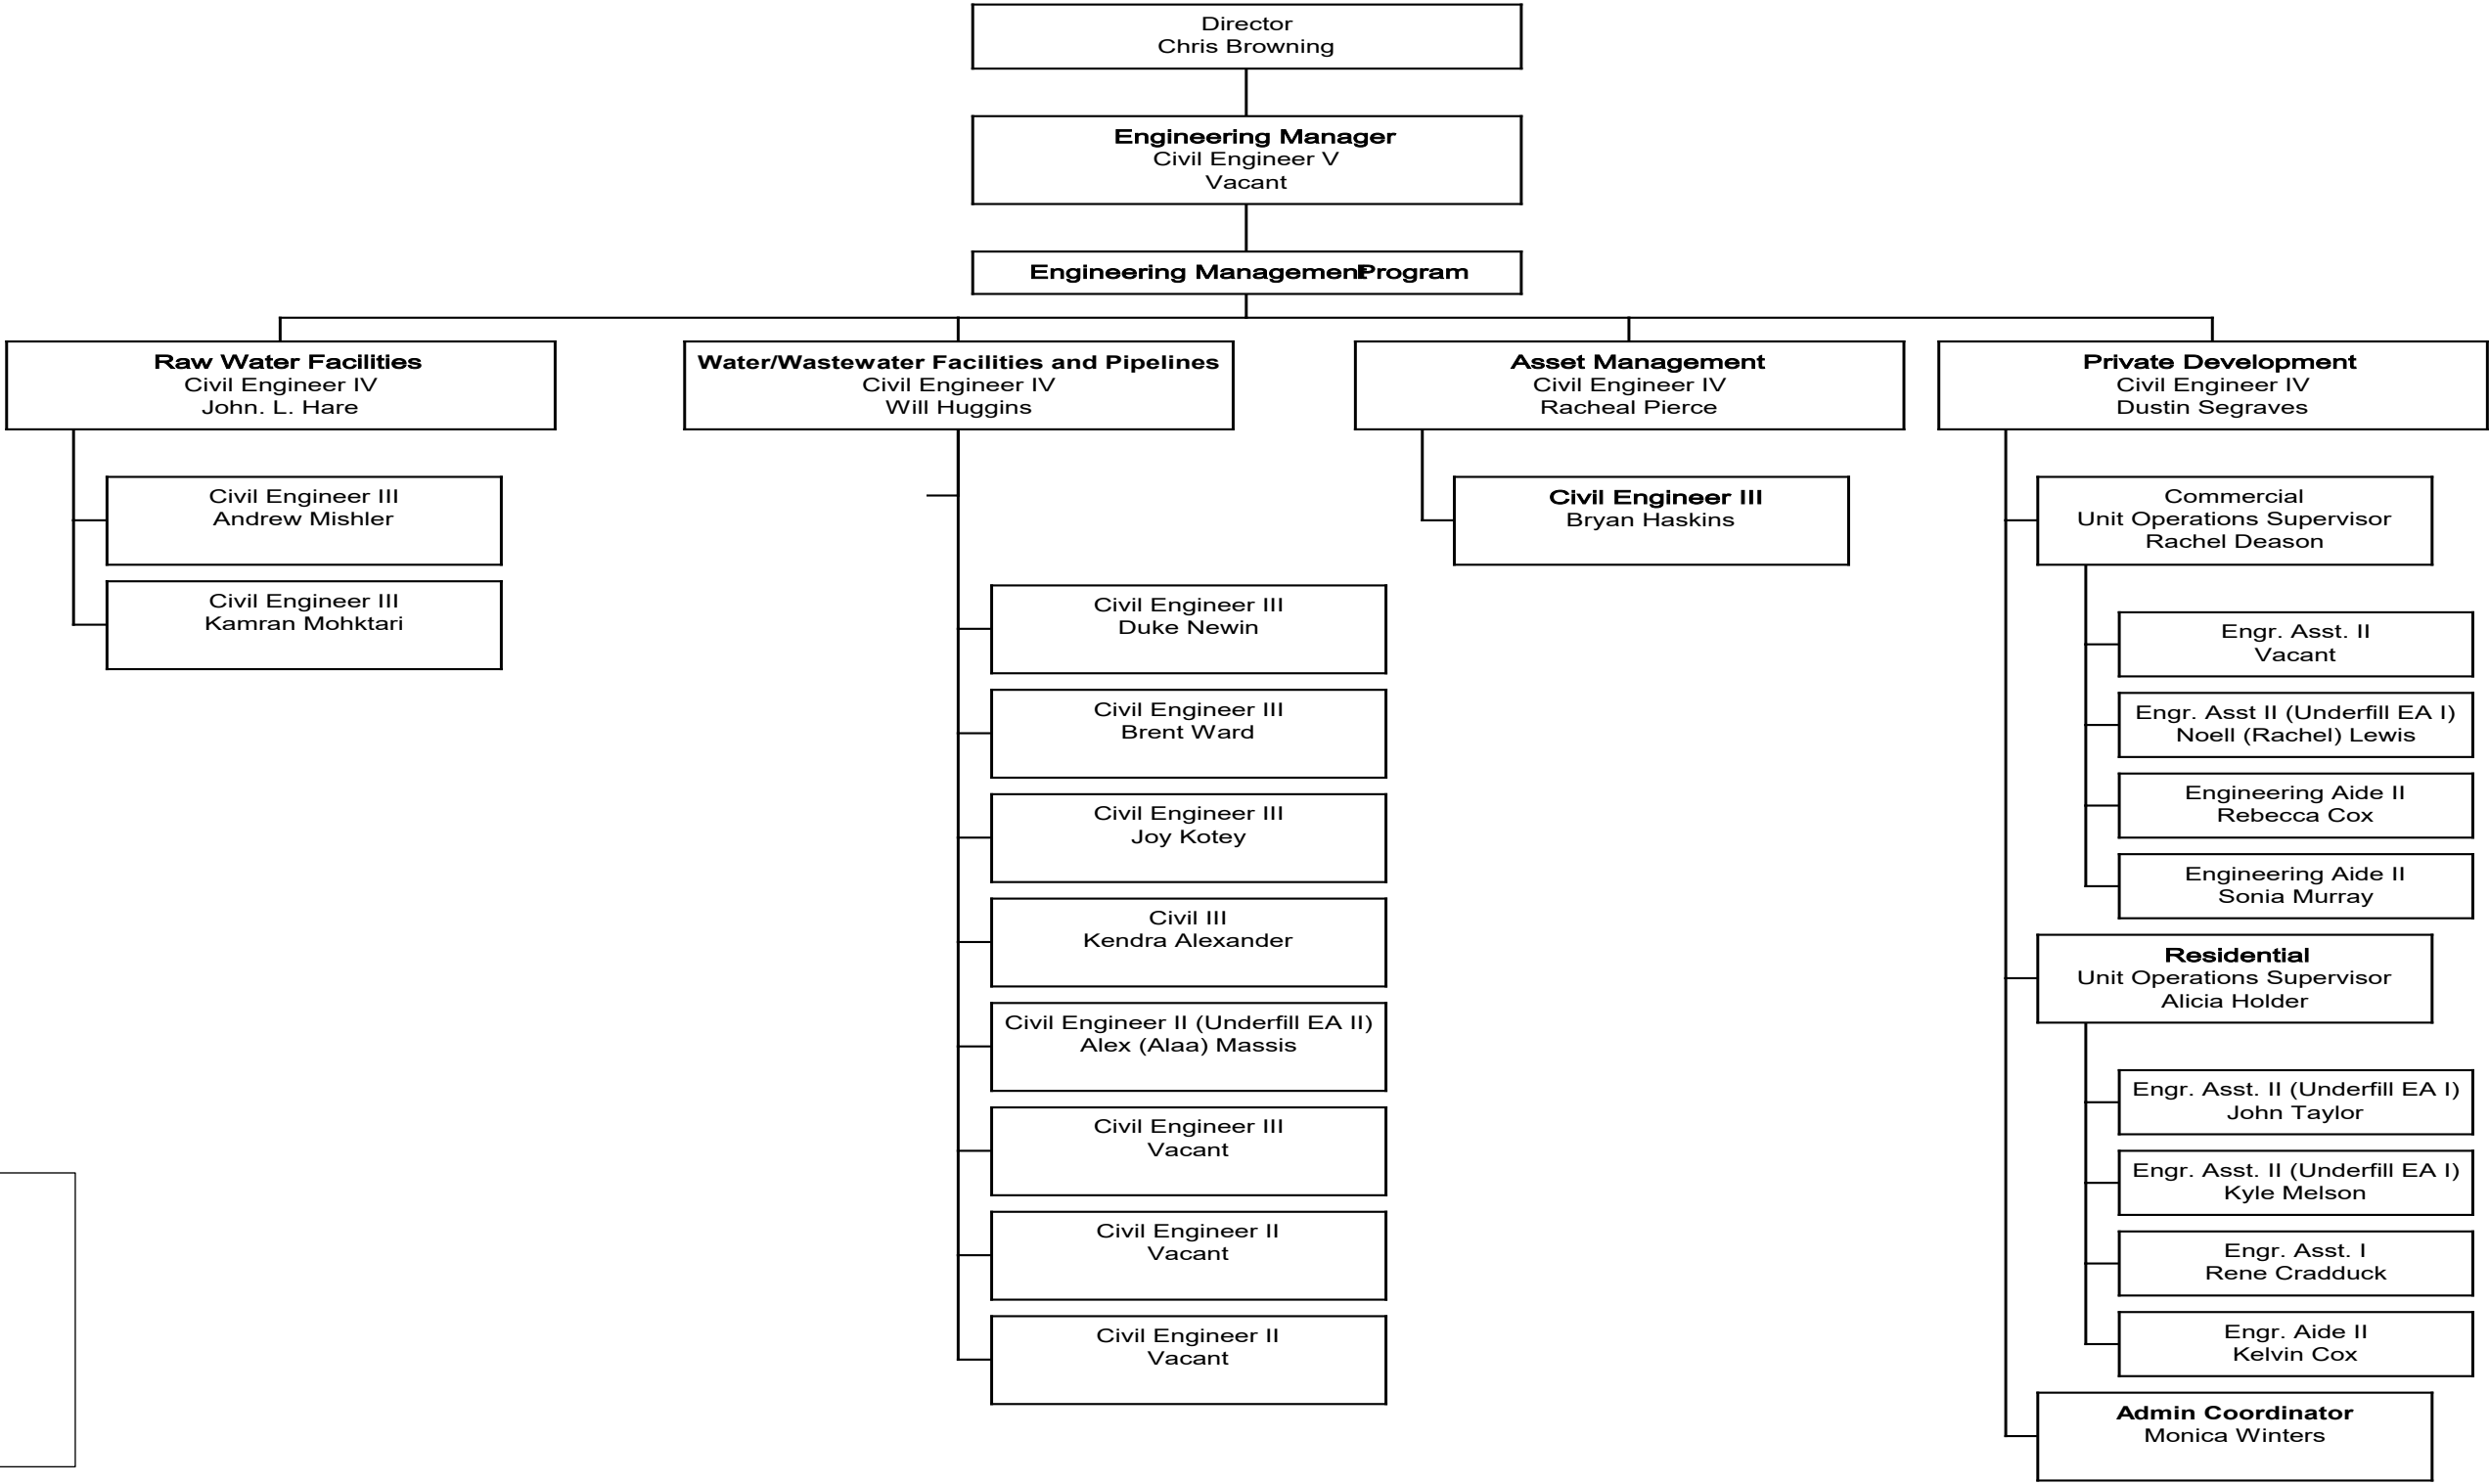 Director
Chris Browning
Engineering Manager
Civil Engineer V
Vacant
Engineering Management Program
Raw Water Facilities
Civil Engineer IV
John. L. Hare
Civil Engineer III
Andrew Mishler
Civil Engineer III
Kamran Mohktari
Water/Wastewater Facilities and Pipelines
Civil Engineer IV
Will Huggins
Civil Engineer III
Duke Newin
Civil Engineer III
Brent Ward
Civil Engineer III
Joy Kotey
Civil III
Kendra Alexander
Civil Engineer II (Underfill EA II)
Alex (Alaa) Massis
Civil Engineer III
Vacant
Civil Engineer II
Vacant
Civil Engineer II
Vacant
Asset Management
Civil Engineer IV
Racheal Pierce
Civil Engineer III
Bryan Haskins
Private Development
Civil Engineer IV
Dustin Segraves
Commercial
Unit Operations Supervisor
Rachel Deason
Engr. Asst. II
Vacant
Engr. Asst II (Underfill EA I)
Noell (Rachel) Lewis
Engineering Aide II
Rebecca Cox
Engineering Aide II
Sonia Murray
Residential
Unit Operations Supervisor
Alicia Holder
Engr. Asst. II (Underfill EA I)
John Taylor
Engr. Asst. II (Underfill EA I)
Kyle Melson
Engr. Asst. I
Rene Cradduck
Engr. Aide II
Kelvin Cox
Admin Coordinator
Monica Winters